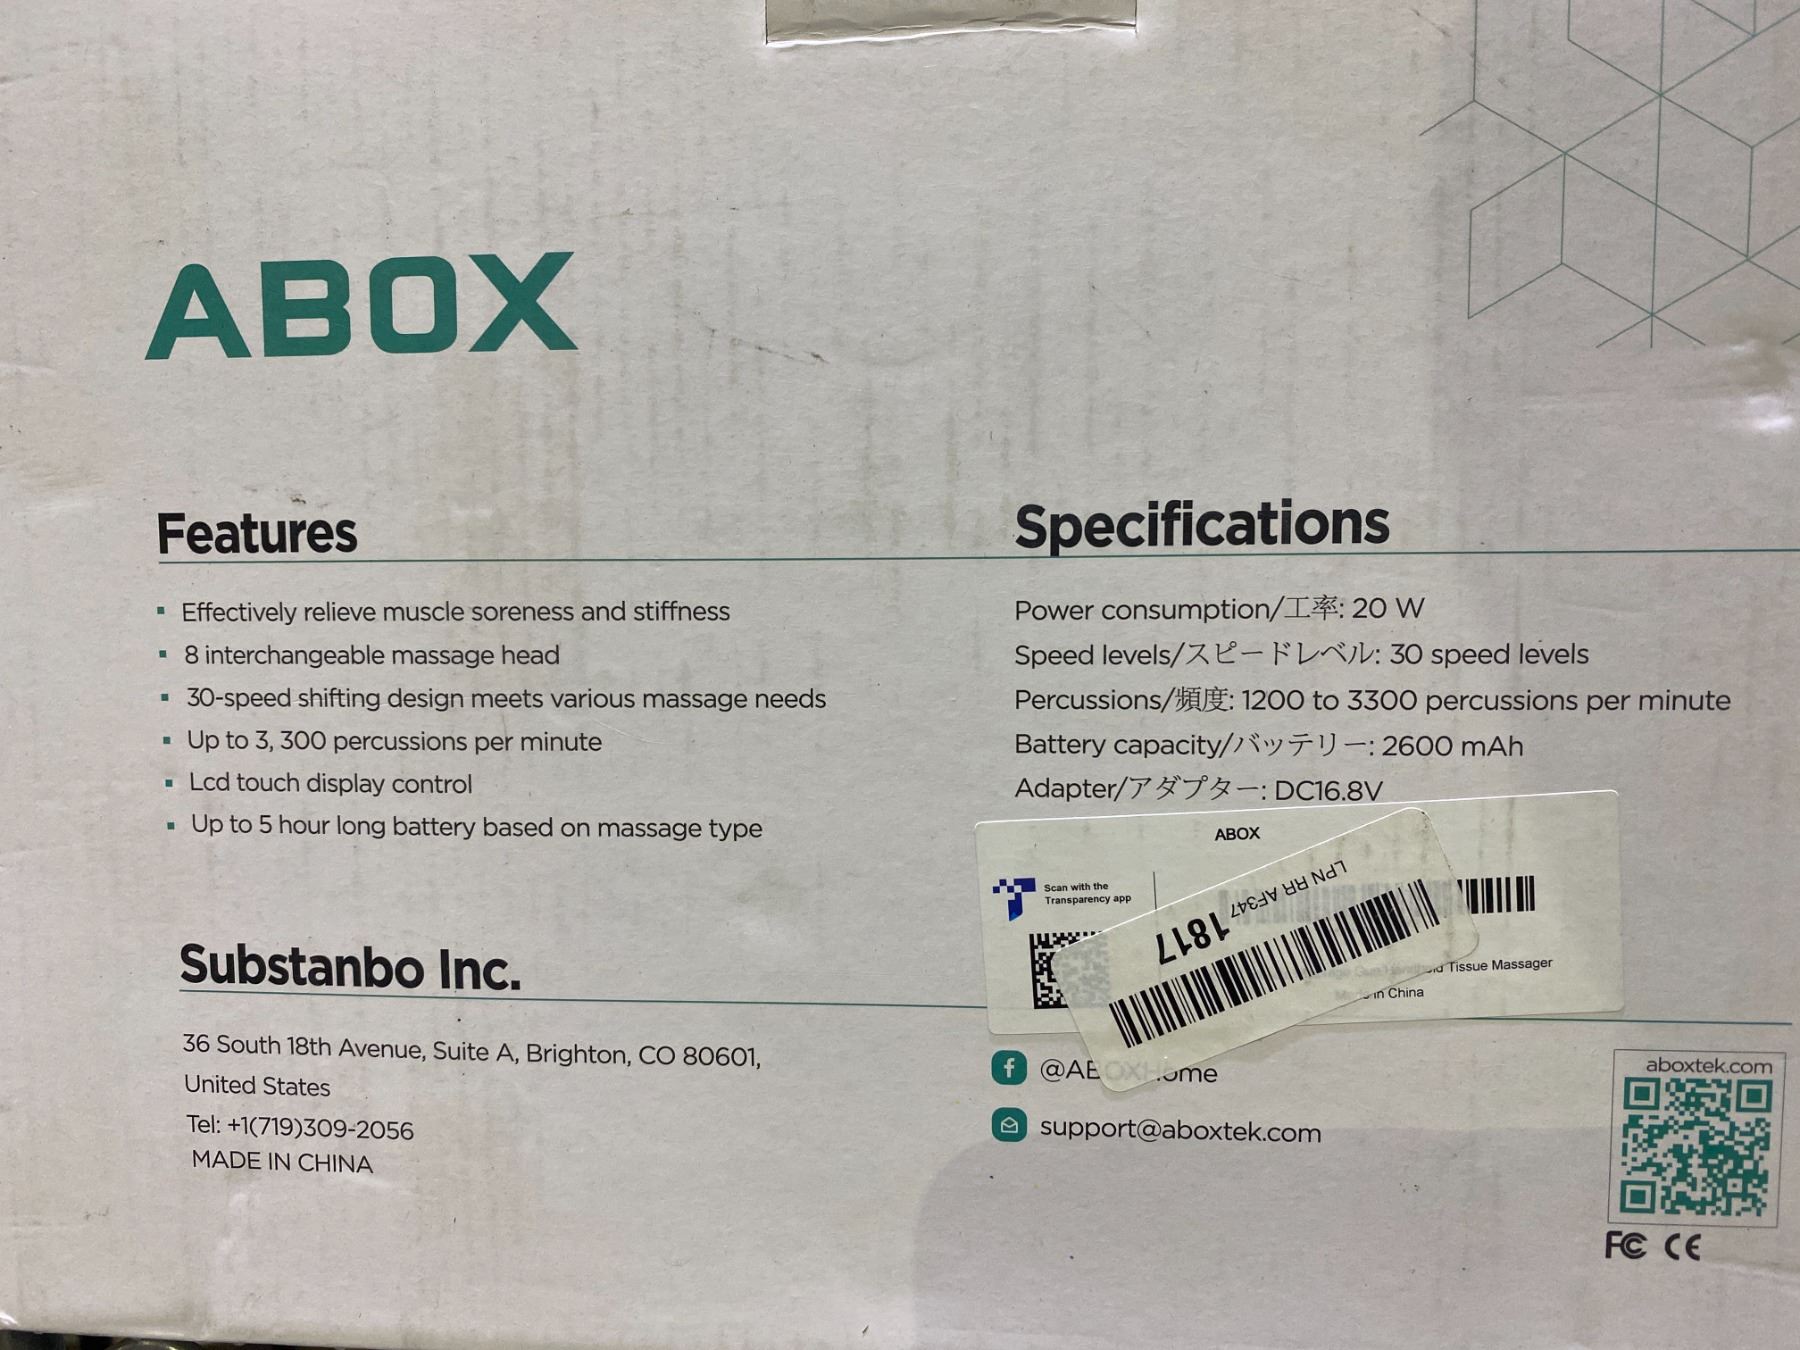 ABOX
Features
Effectively relieve muscle soreness and stiffness
8 interchangeable massage head
30-speed shifting design meets various massage needs
Up to 3, 300 percussions per minute
Lcd touch display control
Up to 5 hour long battery based on massage type
Specifications
Power consumption/工率: 20 W
Speed levels/スピードレベル: 30 speed levels
Percussions/頻度: 1200 to 3300 percussions per minute
Battery capacity/バッテリー: 2600 mAh
Adapter/アダプター: DC16.8V
ABOX
Scan with the
Transparency app
LPN RR AF347
1817
Tissue Massager
in China
Substanbo Inc.
36 South 18th Avenue, Suite A, Brighton, CO 80601,
United States
Tel: +1(719)309-2056
MADE IN CHINA
@ABOXHome
support@aboxtek.com
aboxtek.com
FC CE